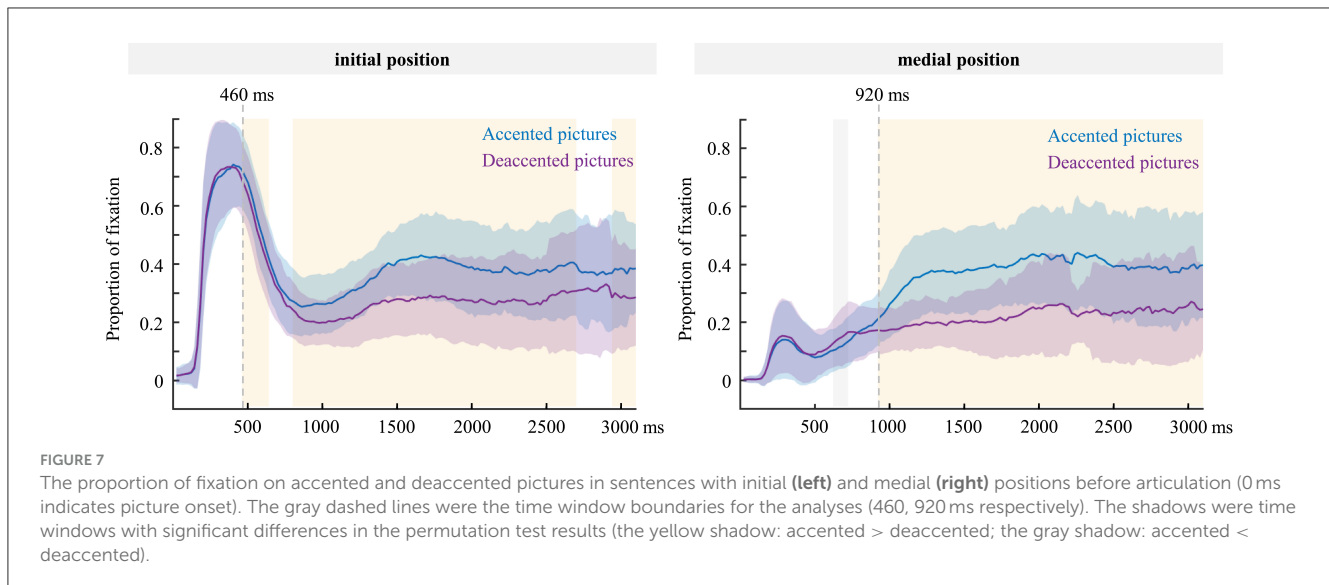 initial position
medial position
460 ms
920 ms
Accented pictures
Deaccented pictures
Accented pictures
Deaccented pictures
Proportion of fixation
0.8
0.6
0.4
0.2
0
500 1000 1500 2000 2500 3000 ms
Proportion of fixation
0.8
0.6
0.4
0.2
0
500 1000 1500 2000 2500 3000 ms
FIGURE 7
The proportion of fixation on accented and deaccented pictures in sentences with initial (left) and medial (right) positions before articulation (0 ms
indicates picture onset). The gray dashed lines were the time window boundaries for the analyses (460, 920 ms respectively). The shadows were time
windows with significant differences in the permutation test results (the yellow shadow: accented > deaccented; the gray shadow: accented <
deaccented).